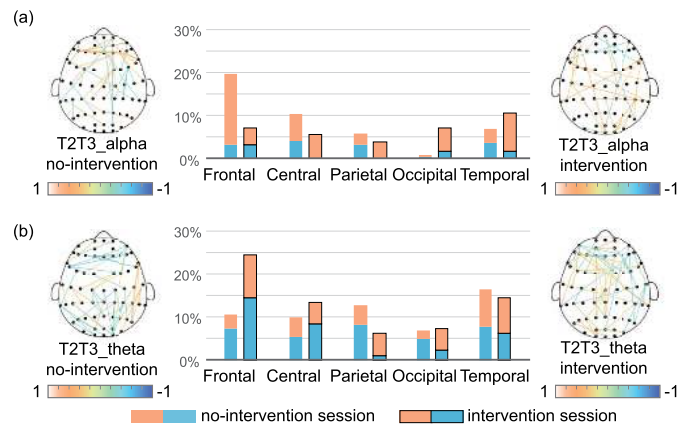 (a)
30%
20%
10%
0%
T2T3_alpha
no-intervention
1
-1
Frontal
Central
Parietal
Occipital
Temporal
T2T3_alpha
intervention
1
-1
(b)
30%
20%
10%
0%
T2T3_theta
no-intervention
1
-1
Frontal
Central
Parietal
Occipital
Temporal
T2T3_theta
intervention
1
-1
no-intervention session
intervention session